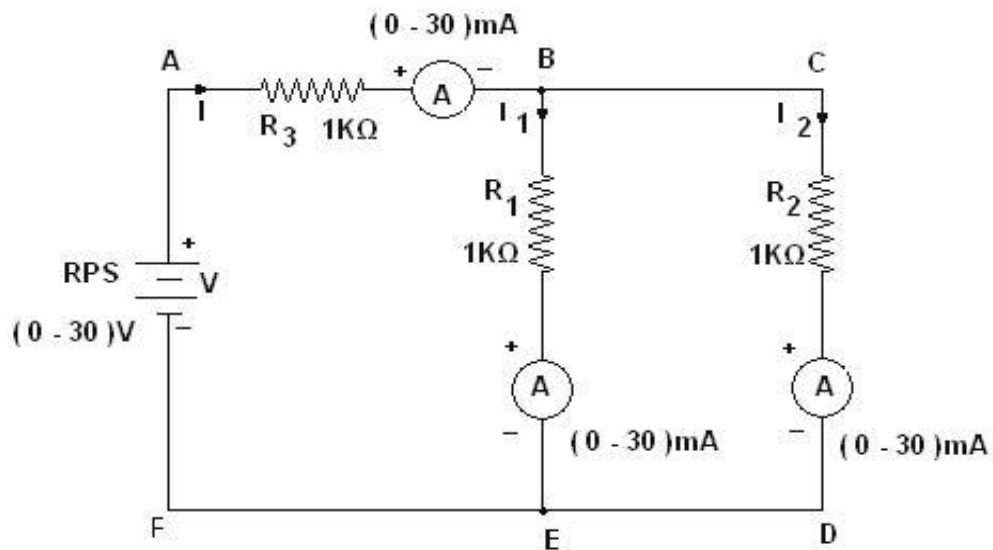 ( 0 - 30 )mA
A
B
C
+
A
–
I
R3
1KΩ
I1
I2
R1
1KΩ
R2
1KΩ
RPS
+
V
–
( 0 - 30 )V
+
A
–
( 0 - 30 )mA
+
A
–
( 0 - 30 )mA
F
E
D